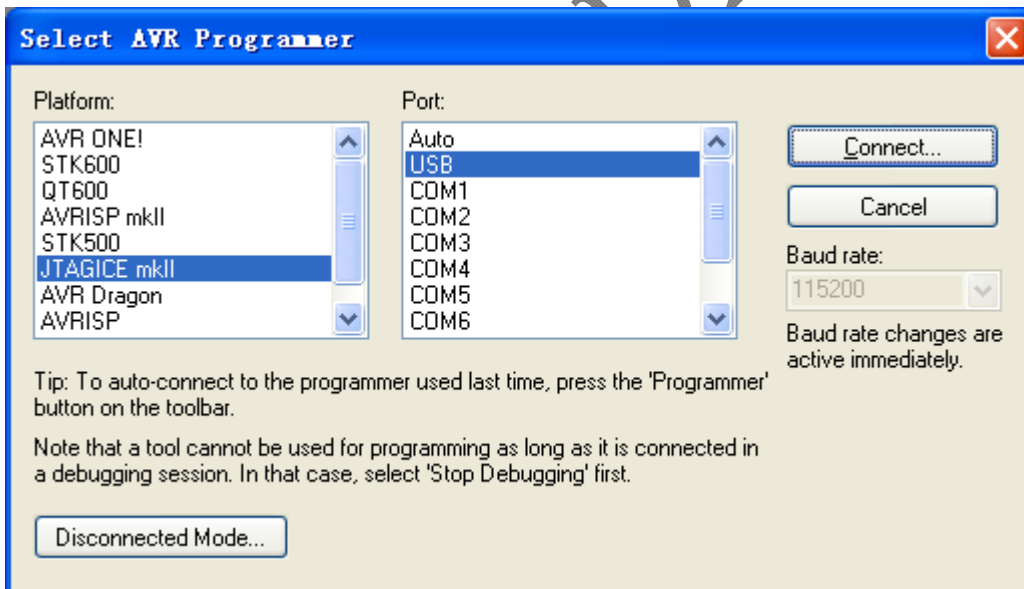 Select AVR Programmer
Platform:
AVR ONE!
STK600
QT600
AVRISP mkII
STK500
JTAGICE mkII
AVR Dragon
AVRISP
Port:
Auto
USB
COM1
COM2
COM3
COM4
COM5
COM6
Connect...
Cancel
Baud rate:
115200
Baud rate changes are
active immediately.
Tip: To auto-connect to the programmer used last time, press the 'Programmer'
button on the toolbar.
Note that a tool cannot be used for programming as long as it is connected in
a debugging session. In that case, select 'Stop Debugging' first.
Disconnected Mode...